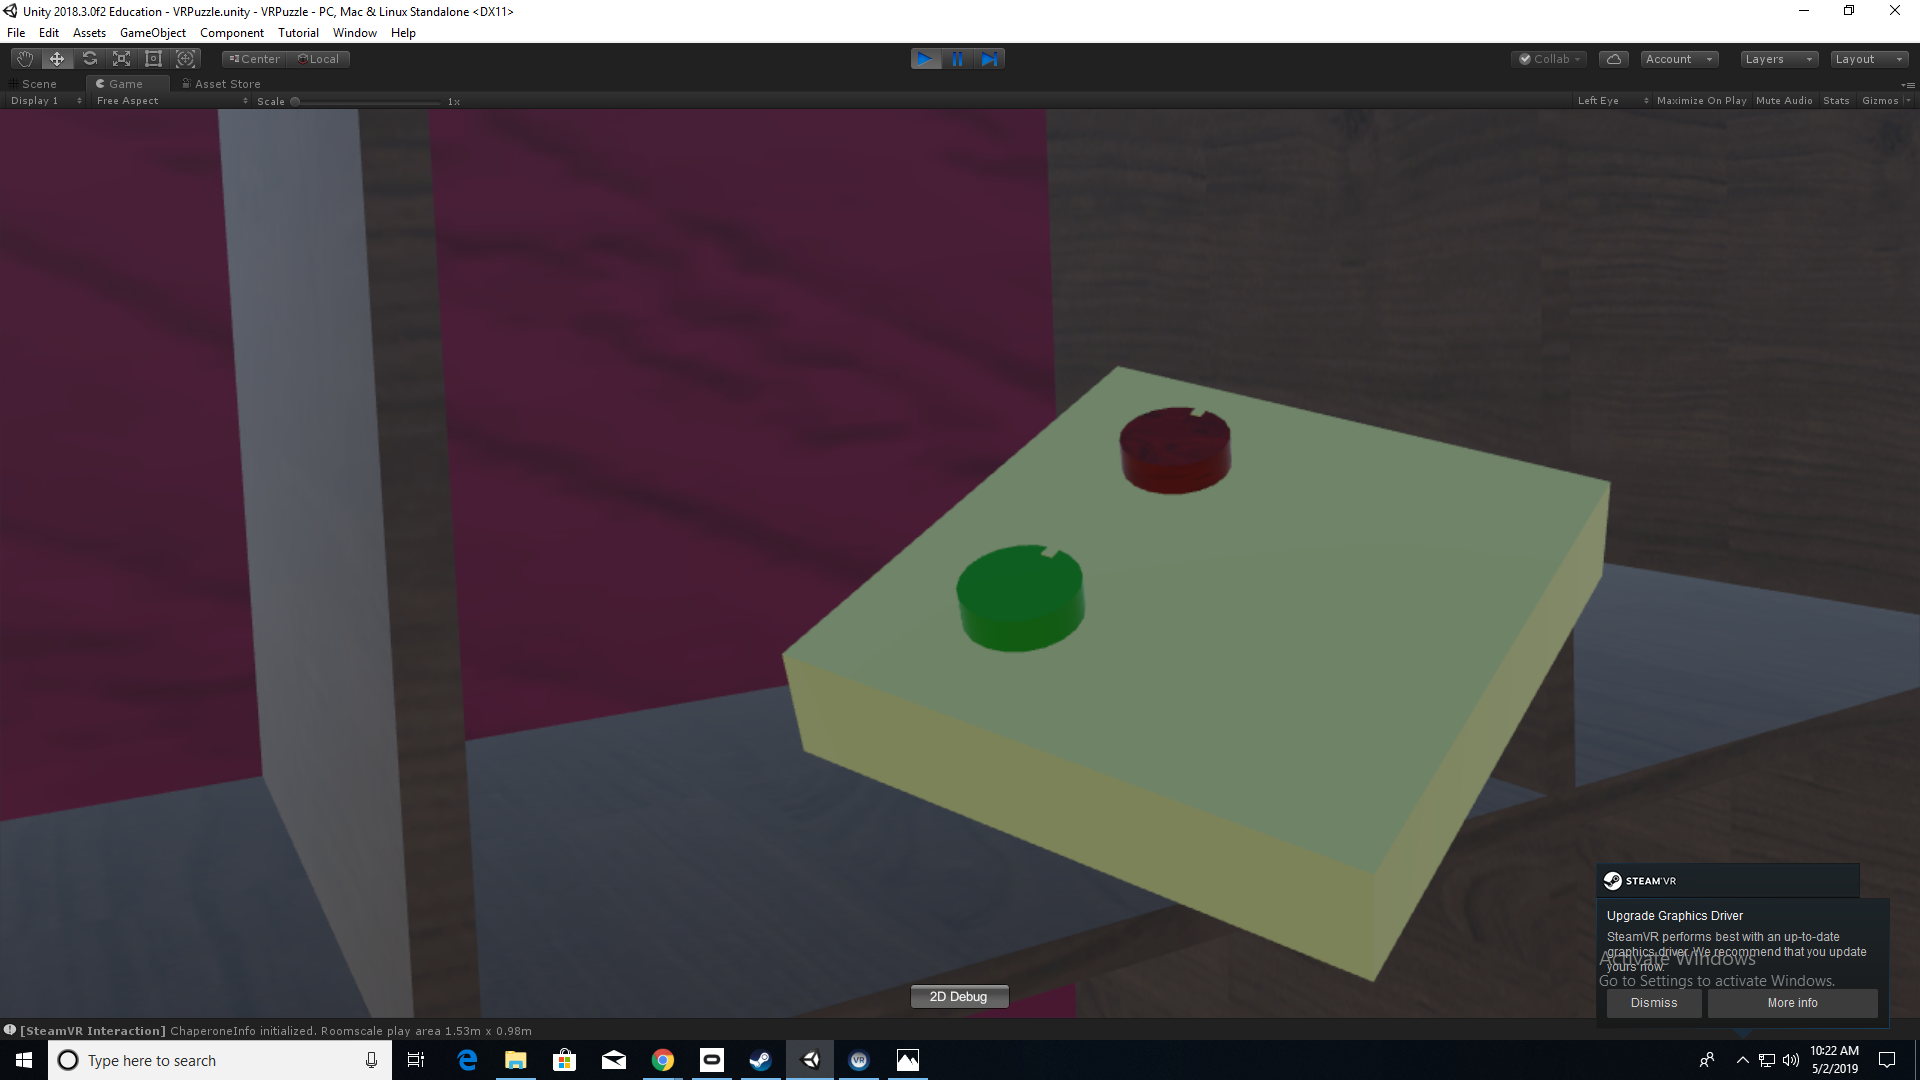 Unity 2018.3.0f2 Education - VRPuzzle.unity - VRPuzzle - PC, Mac & Linux Standalone <DX11>
File Edit Assets GameObject Component Tutorial Window Help
Center Local Collab Account Layers Layout
Scene Game Asset Store
Display 1 Free Aspect Scale 1x Left Eye Maximize On Play Mute Audio Stats Gizmos
STEAM VR
Upgrade Graphics Driver
SteamVR performs best with an up-to-date
graphics driver. We recommend that you update
yours now.
Activate Windows
Go to Settings to activate Windows.
Dismiss More info
2D Debug
[SteamVR Interaction] ChaperoneInfo initialized. Roomscale play area 1.53m x 0.98m
Type here to search
VR
10:22 AM
5/2/2019